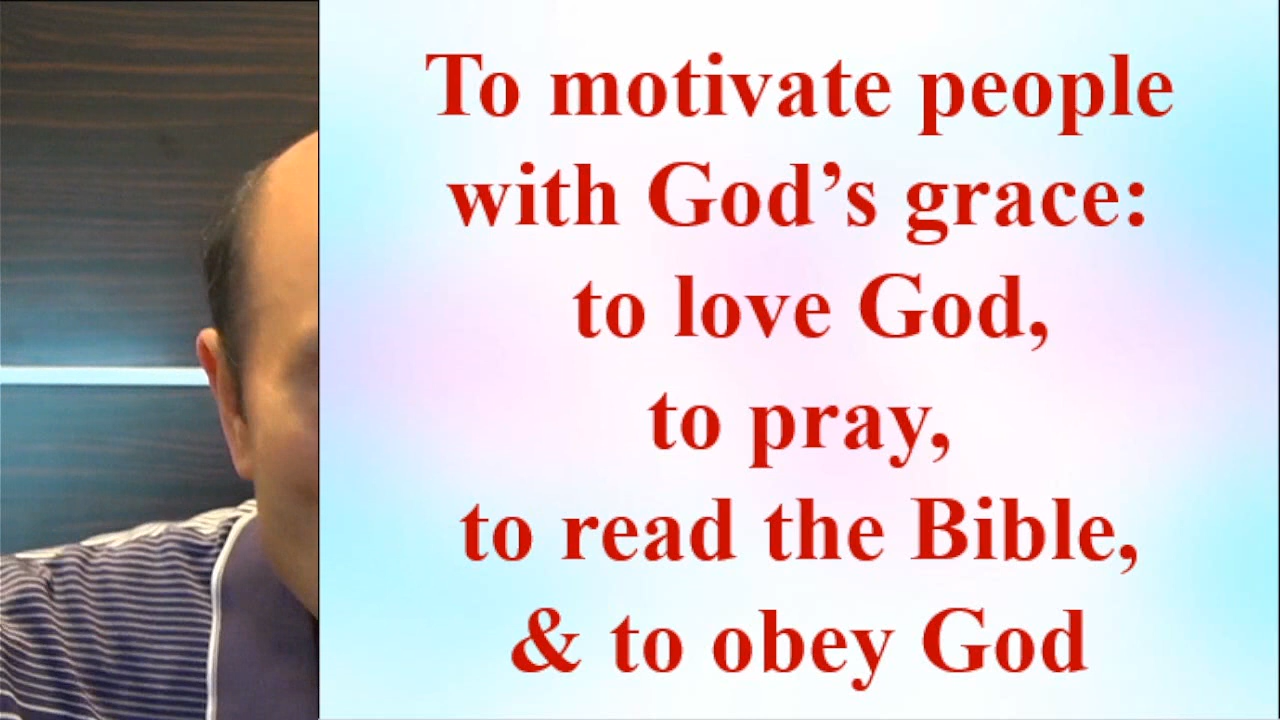 To motivate people
with God’s grace:
to love God,
to pray,
to read the Bible,
& to obey God